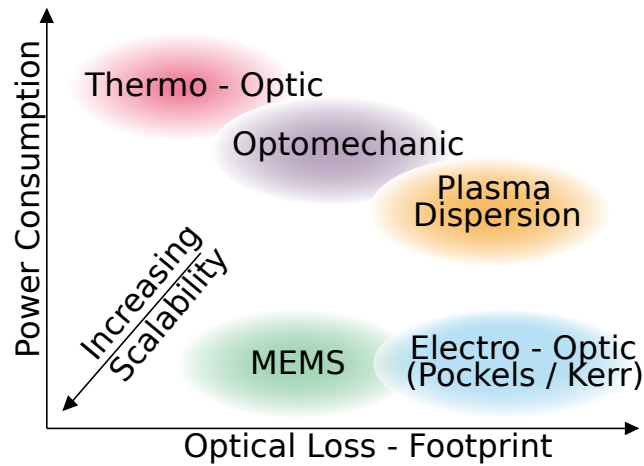 Thermo - Optic
Optomechanic
Plasma
Dispersion
Power Consumption
Increasing
Scalability
MEMS
Electro - Optic
(Pockels / Kerr)
Optical Loss - Footprint